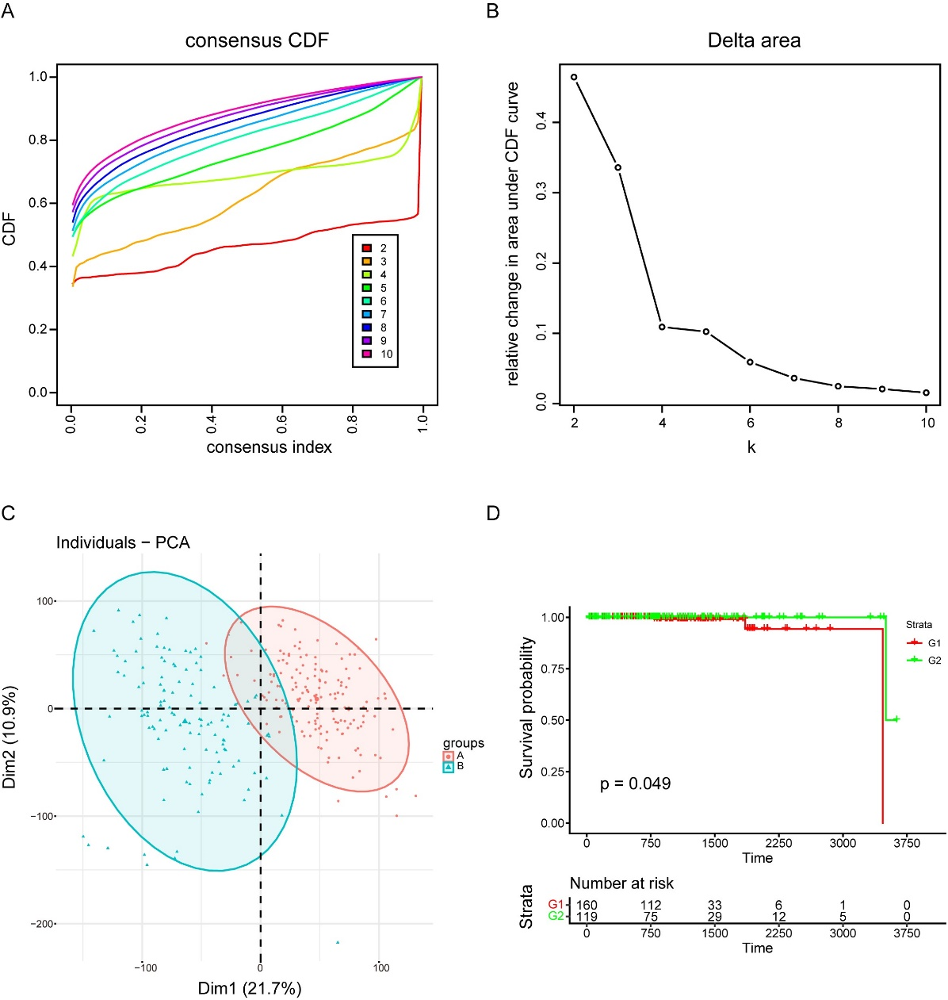 A
consensus CDF
CDF
1.0
0.8
0.6
0.4
0.2
0.0
2
3
4
5
6
7
8
9
10
0.0 0.2 0.4 0.6 0.8 1.0
consensus index
B
Delta area
relative change in area under CDF curve
0.4
0.3
0.2
0.1
0.0
2 4 6 8 10
k
C
Individuals − PCA
Dim2 (10.9%)
100
0
−100
−200
−100 0 100
Dim1 (21.7%)
groups
A
B
D
Survival probability
1.00
0.75
0.50
0.25
0.00
p = 0.049
0 750 1500 2250 3000 3750
Time
Strata
G1
G2
Number at risk
Strata
G1 160 112 33 6 1 0
G2 119 75 29 12 5 0
0 750 1500 2250 3000 3750
Time